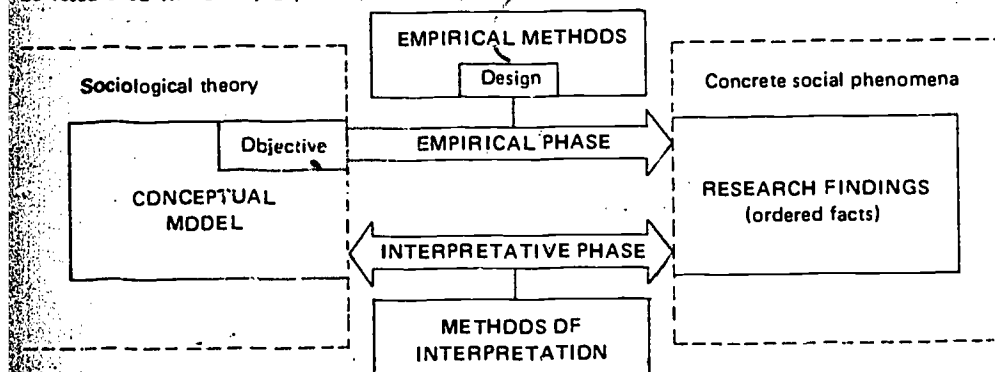 EMPIRICAL METHODS
Design
Sociological theory
Concrete social phenomena
Objective
EMPIRICAL PHASE
CONCEPTUAL
MODEL
RESEARCH FINDINGS
(ordered facts)
INTERPRETATIVE PHASE
METHODS OF
INTERPRETATION